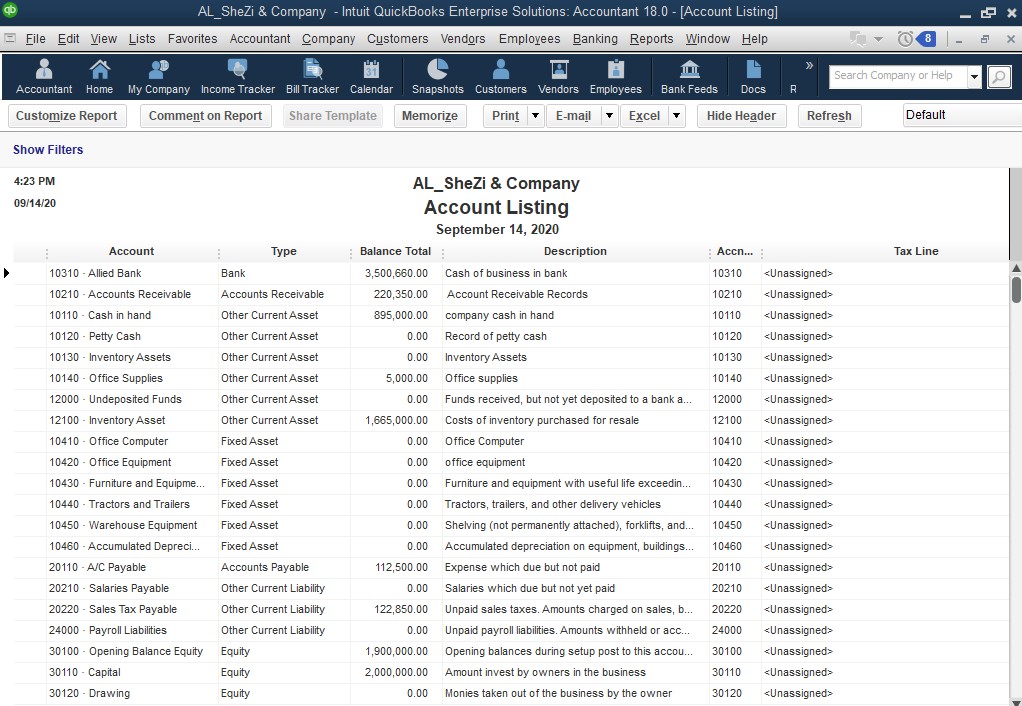 qb AL_SheZi & Company - Intuit QuickBooks Enterprise Solutions: Accountant 18.0 - [Account Listing]
File Edit View Lists Favorites Accountant Company Customers Vendors Employees Banking Reports Window Help 8
31
Accountant Home My Company Income Tracker Bill Tracker Calendar Snapshots Customers Vendors Employees Bank Feeds Docs R » Search Company or Help
Customize Report Comment on Report Share Template Memorize Print E-mail Excel Hide Header Refresh Default
Show Filters
4:23 PM AL_SheZi & Company
09/14/20 Account Listing
September 14, 2020
Account Type Balance Total Description Accn... Tax Line
10310 · Allied Bank Bank 3,500,660.00 Cash of business in bank 10310 <Unassigned>
10210 · Accounts Receivable Accounts Receivable 220,350.00 Account Receivable Records 10210 <Unassigned>
10110 · Cash in hand Other Current Asset 895,000.00 company cash in hand 10110 <Unassigned>
10120 · Petty Cash Other Current Asset 0.00 Record of petty cash 10120 <Unassigned>
10130 · Inventory Assets Other Current Asset 0.00 Inventory Assets 10130 <Unassigned>
10140 · Office Supplies Other Current Asset 5,000.00 Office supplies 10140 <Unassigned>
12000 · Undeposited Funds Other Current Asset 0.00 Funds received, but not yet deposited to a bank a... 12000 <Unassigned>
12100 · Inventory Asset Other Current Asset 1,665,000.00 Costs of inventory purchased for resale 12100 <Unassigned>
10410 · Office Computer Fixed Asset 0.00 Office Computer 10410 <Unassigned>
10420 · Office Equipment Fixed Asset 0.00 office equipment 10420 <Unassigned>
10430 · Furniture and Equipme... Fixed Asset 0.00 Furniture and equipment with useful life exceedin... 10430 <Unassigned>
10440 · Tractors and Trailers Fixed Asset 0.00 Tractors, trailers, and other delivery vehicles 10440 <Unassigned>
10450 · Warehouse Equipment Fixed Asset 0.00 Shelving (not permanently attached), forklifts, and... 10450 <Unassigned>
10460 · Accumulated Depreci... Fixed Asset 0.00 Accumulated depreciation on equipment, buildings... 10460 <Unassigned>
20110 · A/C Payable Accounts Payable 112,500.00 Expense which due but not paid 20110 <Unassigned>
20210 · Salaries Payable Other Current Liability 0.00 Salaries which due but not yet paid 20210 <Unassigned>
20220 · Sales Tax Payable Other Current Liability 122,850.00 Unpaid sales taxes. Amounts charged on sales, b... 20220 <Unassigned>
24000 · Payroll Liabilities Other Current Liability 0.00 Unpaid payroll liabilities. Amounts withheld or acc... 24000 <Unassigned>
30100 · Opening Balance Equity Equity 1,900,000.00 Opening balances during setup post to this accou... 30100 <Unassigned>
30110 · Capital Equity 2,000,000.00 Amount invest by owners in the business 30110 <Unassigned>
30120 · Drawing Equity 0.00 Monies taken out of the business by the owner 30120 <Unassigned>